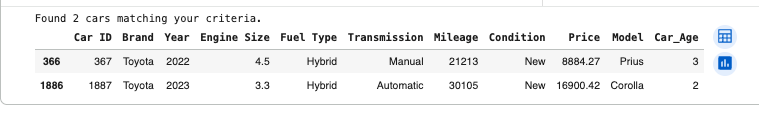 Found 2 cars matching your criteria.
Car ID Brand Year Engine Size Fuel Type Transmission Mileage Condition Price Model Car_Age
366 367 Toyota 2022 4.5 Hybrid Manual 21213 New 8884.27 Prius 3
1886 1887 Toyota 2023 3.3 Hybrid Automatic 30105 New 16900.42 Corolla 2